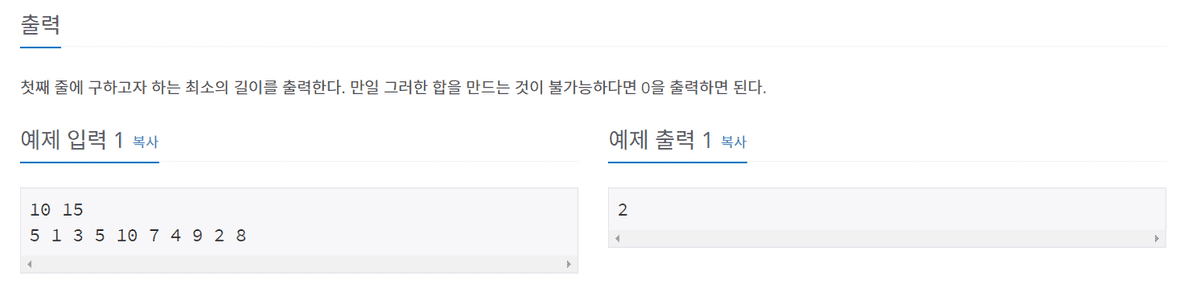 출력
첫째 줄에 구하고자 하는 최소의 길이를 출력한다. 만일 그러한 합을 만드는 것이 불가능하다면 0을 출력하면 된다.
예제 입력 1 복사
10 15
5 1 3 5 10 7 4 9 2 8
예제 출력 1 복사
2